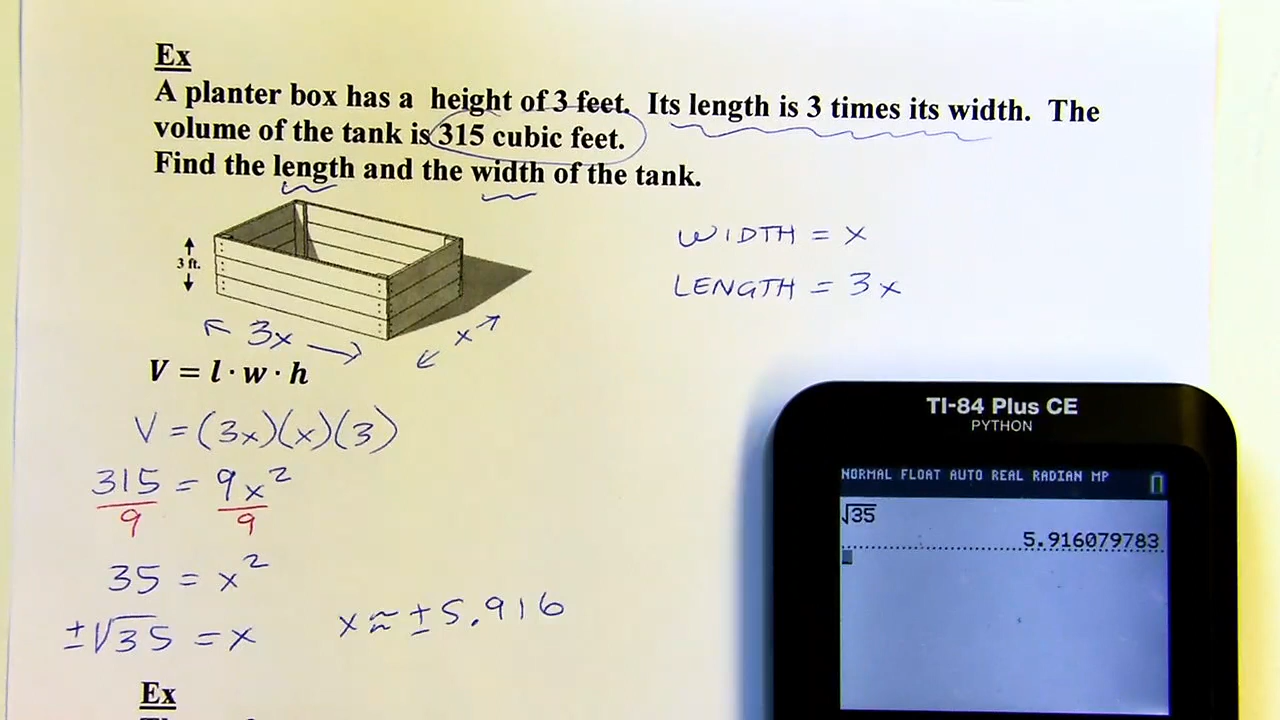 Ex
A planter box has a height of 3 feet. Its length is 3 times its width. The
volume of the tank is 315 cubic feet.
Find the length and the width of the tank.
WIDTH = x
LENGTH = 3x
3 ft.
3x
x
V = l · w · h
V = (3x)(x)(3)
315 = 9x²
9 9
35 = x²
±√35 = x
x ≈ ±5.916
TI-84 Plus CE
PYTHON
NORMAL FLOAT AUTO REAL RADIAN MP
√35
5.916079783
Ex